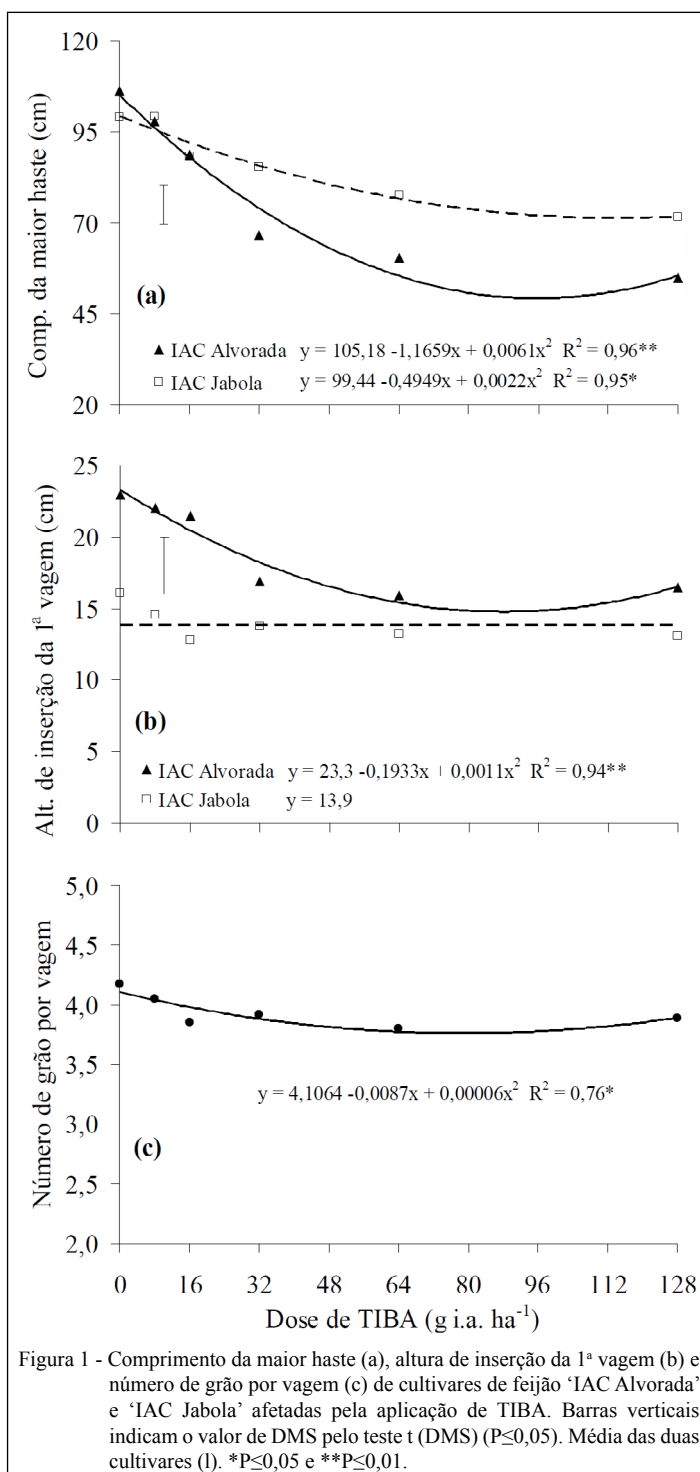 120
95
70
45
20
Comp. da maior haste (cm)
(a)
▲ IAC Alvorada y = 105,18 -1,1659x + 0,0061x² R² = 0,96**
□ IAC Jabola y = 99,44 -0,4949x + 0,0022x² R² = 0,95*
25
20
15
10
5
0
Alt. de inserção da 1ª vagem (cm)
(b)
▲ IAC Alvorada y = 23,3 -0,1933x + 0,0011x² R² = 0,94**
□ IAC Jabola y = 13,9
5,0
4,5
4,0
3,5
3,0
2,5
2,0
Número de grão por vagem
y = 4,1064 -0,0087x + 0,00006x² R² = 0,76*
(c)
0 16 32 48 64 80 96 112 128
Dose de TIBA (g i.a. ha⁻¹)
Figura 1 - Comprimento da maior haste (a), altura de inserção da 1ª vagem (b) e
número de grão por vagem (c) de cultivares de feijão ‘IAC Alvorada’
e ‘IAC Jabola’ afetadas pela aplicação de TIBA. Barras verticais
indicam o valor de DMS pelo teste t (DMS) (P≤0,05). Média das duas
cultivares (l). *P≤0,05 e **P≤0,01.